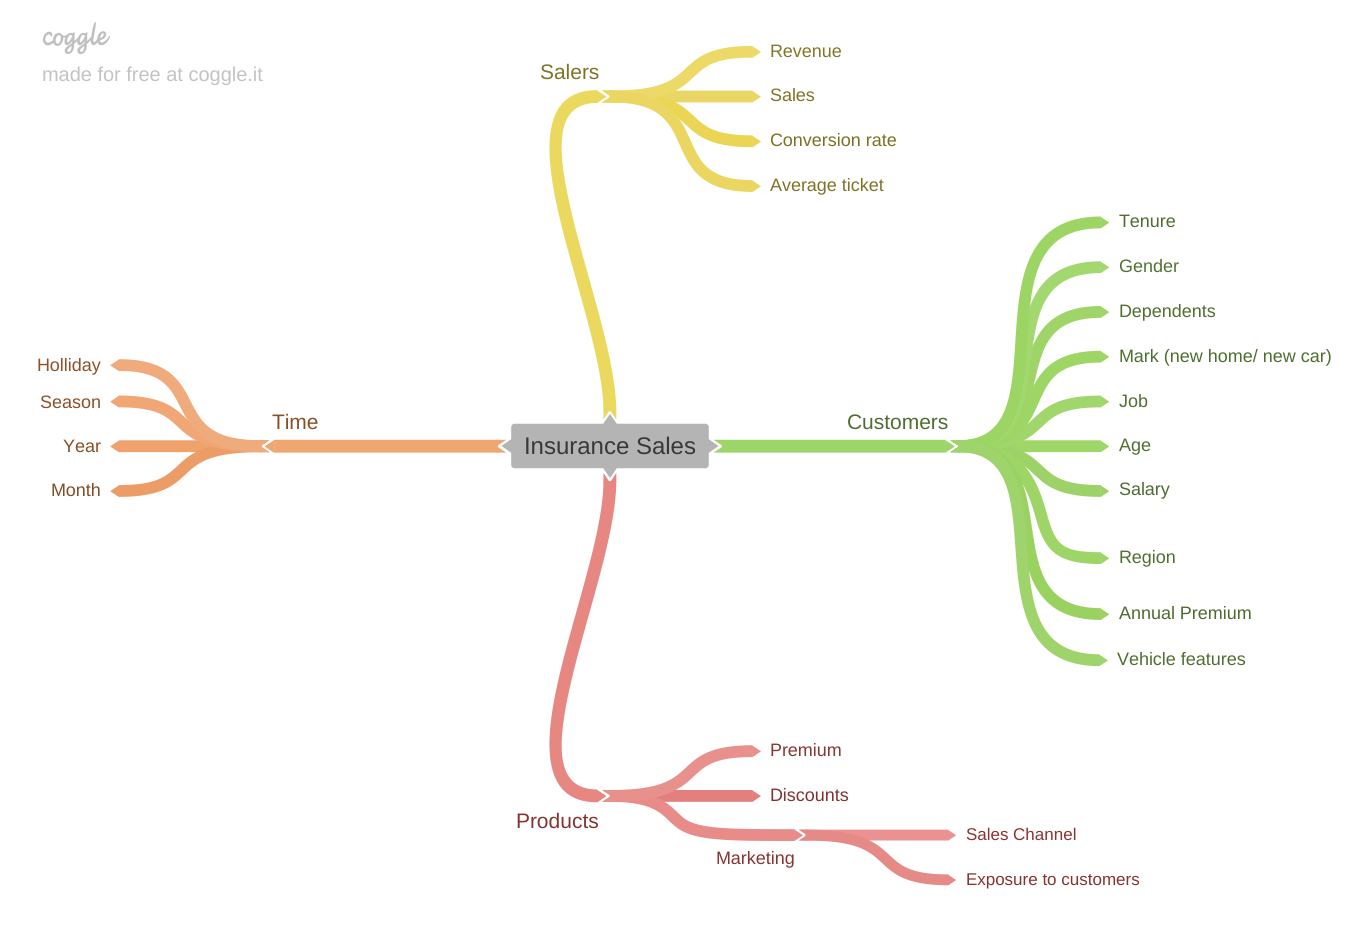 coggle
made for free at coggle.it
Salers
Revenue
Sales
Conversion rate
Average ticket
Customers
Tenure
Gender
Dependents
Mark (new home/ new car)
Job
Age
Salary
Region
Annual Premium
Vehicle features
Time
Holliday
Season
Year
Month
Insurance Sales
Products
Premium
Discounts
Marketing
Sales Channel
Exposure to customers